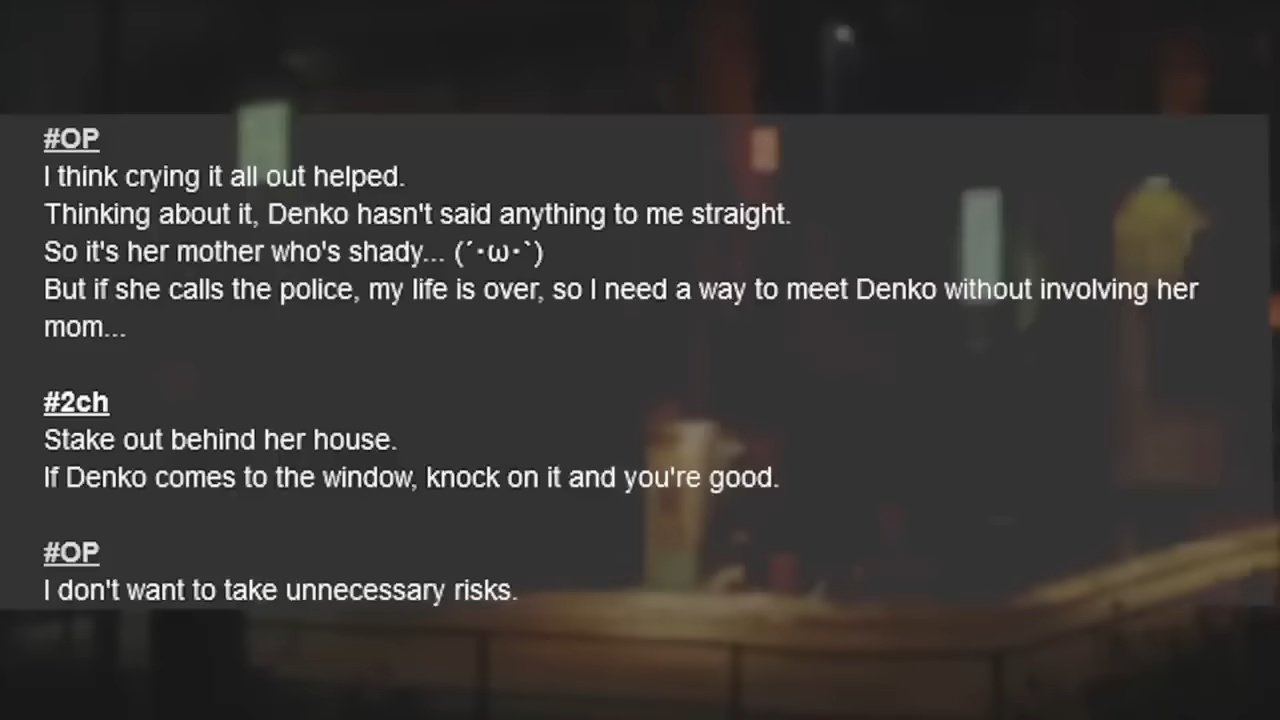 #OP
I think crying it all out helped.
Thinking about it, Denko hasn't said anything to me straight.
So it's her mother who's shady... (´･ω･`)
But if she calls the police, my life is over, so I need a way to meet Denko without involving her
mom...
#2ch
Stake out behind her house.
If Denko comes to the window, knock on it and you're good.
#OP
I don't want to take unnecessary risks.